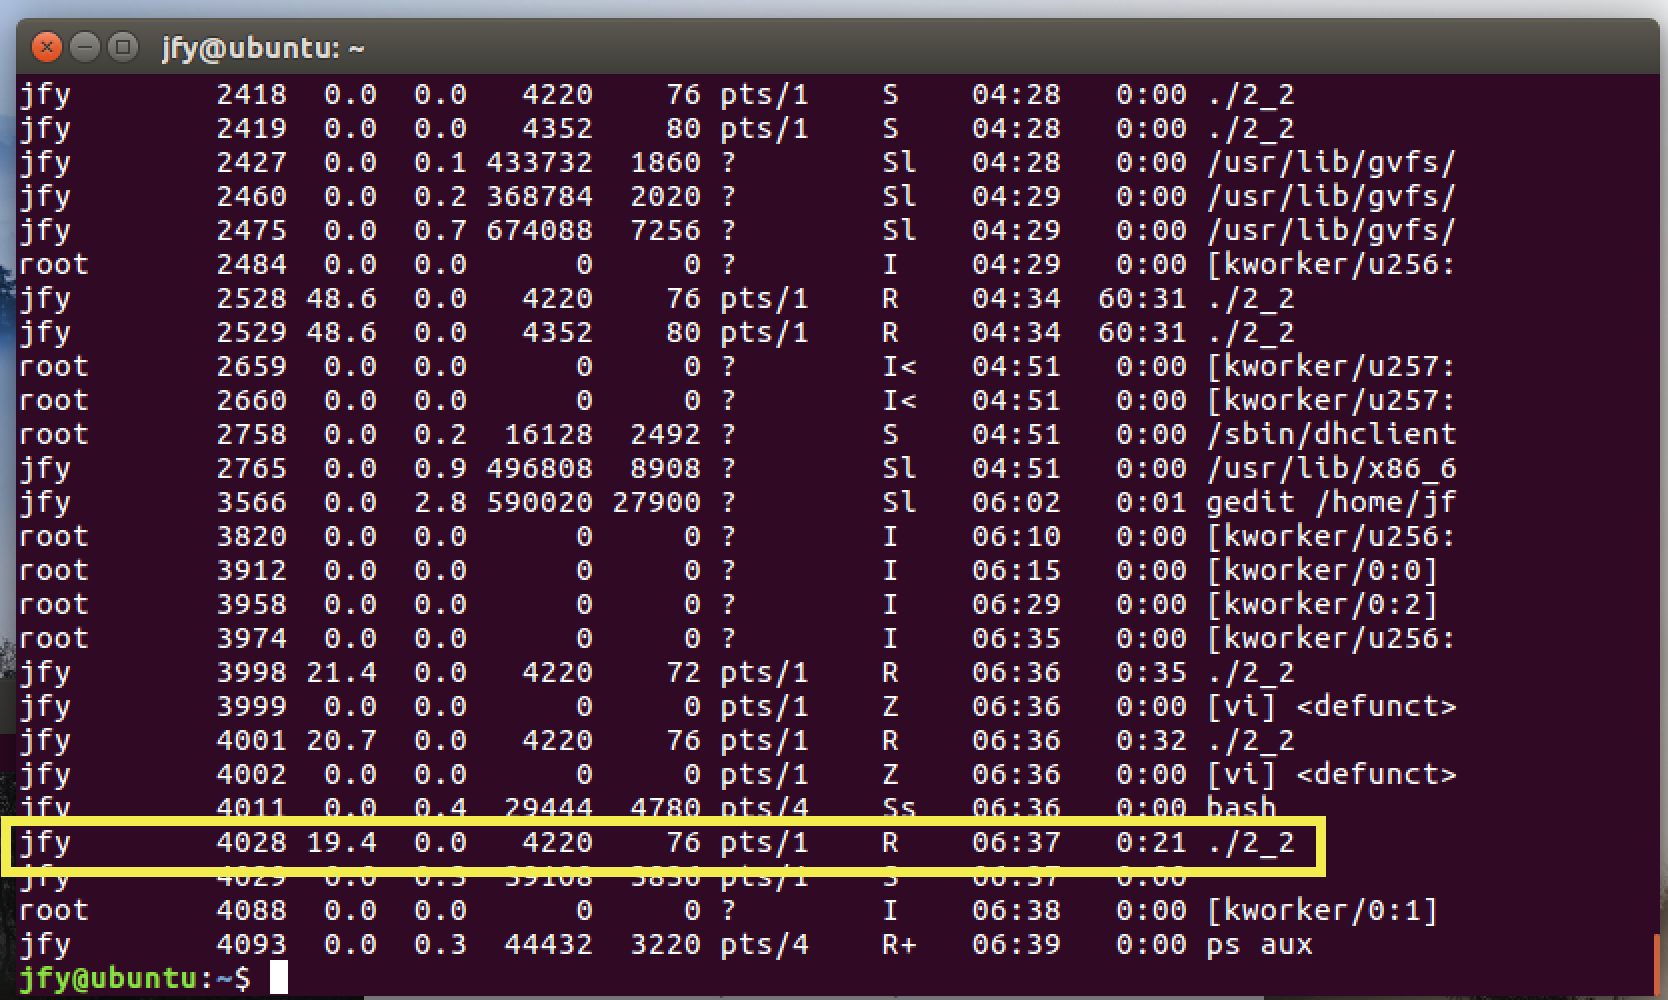 jfy@ubuntu: ~
jfy 2418 0.0 0.0 4220 76 pts/1 S 04:28 0:00 ./2_2
jfy 2419 0.0 0.0 4352 80 pts/1 S 04:28 0:00 ./2_2
jfy 2427 0.0 0.1 433732 1860 ? Sl 04:28 0:00 /usr/lib/gvfs/
jfy 2460 0.0 0.2 368784 2020 ? Sl 04:29 0:00 /usr/lib/gvfs/
jfy 2475 0.0 0.7 674088 7256 ? Sl 04:29 0:00 /usr/lib/gvfs/
root 2484 0.0 0.0 0 0 ? I 04:29 0:00 [kworker/u256:
jfy 2528 48.6 0.0 4220 76 pts/1 R 04:34 60:31 ./2_2
jfy 2529 48.6 0.0 4352 80 pts/1 R 04:34 60:31 ./2_2
root 2659 0.0 0.0 0 0 ? I< 04:51 0:00 [kworker/u257:
root 2660 0.0 0.0 0 0 ? I< 04:51 0:00 [kworker/u257:
root 2758 0.0 0.2 16128 2492 ? S 04:51 0:00 /sbin/dhclient
jfy 2765 0.0 0.9 496808 8908 ? Sl 04:51 0:00 /usr/lib/x86_6
jfy 3566 0.0 2.8 590020 27900 ? Sl 06:02 0:01 gedit /home/jf
root 3820 0.0 0.0 0 0 ? I 06:10 0:00 [kworker/u256:
root 3912 0.0 0.0 0 0 ? I 06:15 0:00 [kworker/0:0]
root 3958 0.0 0.0 0 0 ? I 06:29 0:00 [kworker/0:2]
root 3974 0.0 0.0 0 0 ? I 06:35 0:00 [kworker/u256:
jfy 3998 21.4 0.0 4220 72 pts/1 R 06:36 0:35 ./2_2
jfy 3999 0.0 0.0 0 0 pts/1 Z 06:36 0:00 [vi] <defunct>
jfy 4001 20.7 0.0 4220 76 pts/1 R 06:36 0:32 ./2_2
jfy 4002 0.0 0.0 0 0 pts/1 Z 06:36 0:00 [vi] <defunct>
jfy 4011 0.0 0.4 29444 4780 pts/4 Ss 06:36 0:00 bash
jfy 4028 19.4 0.0 4220 76 pts/1 R 06:37 0:21 ./2_2
jfy 4029 0.0 pts/1 S 06:37 0:00
root 4088 0.0 0.0 0 0 ? I 06:38 0:00 [kworker/0:1]
jfy 4093 0.0 0.3 44432 3220 pts/4 R+ 06:39 0:00 ps aux
jfy@ubuntu:~$